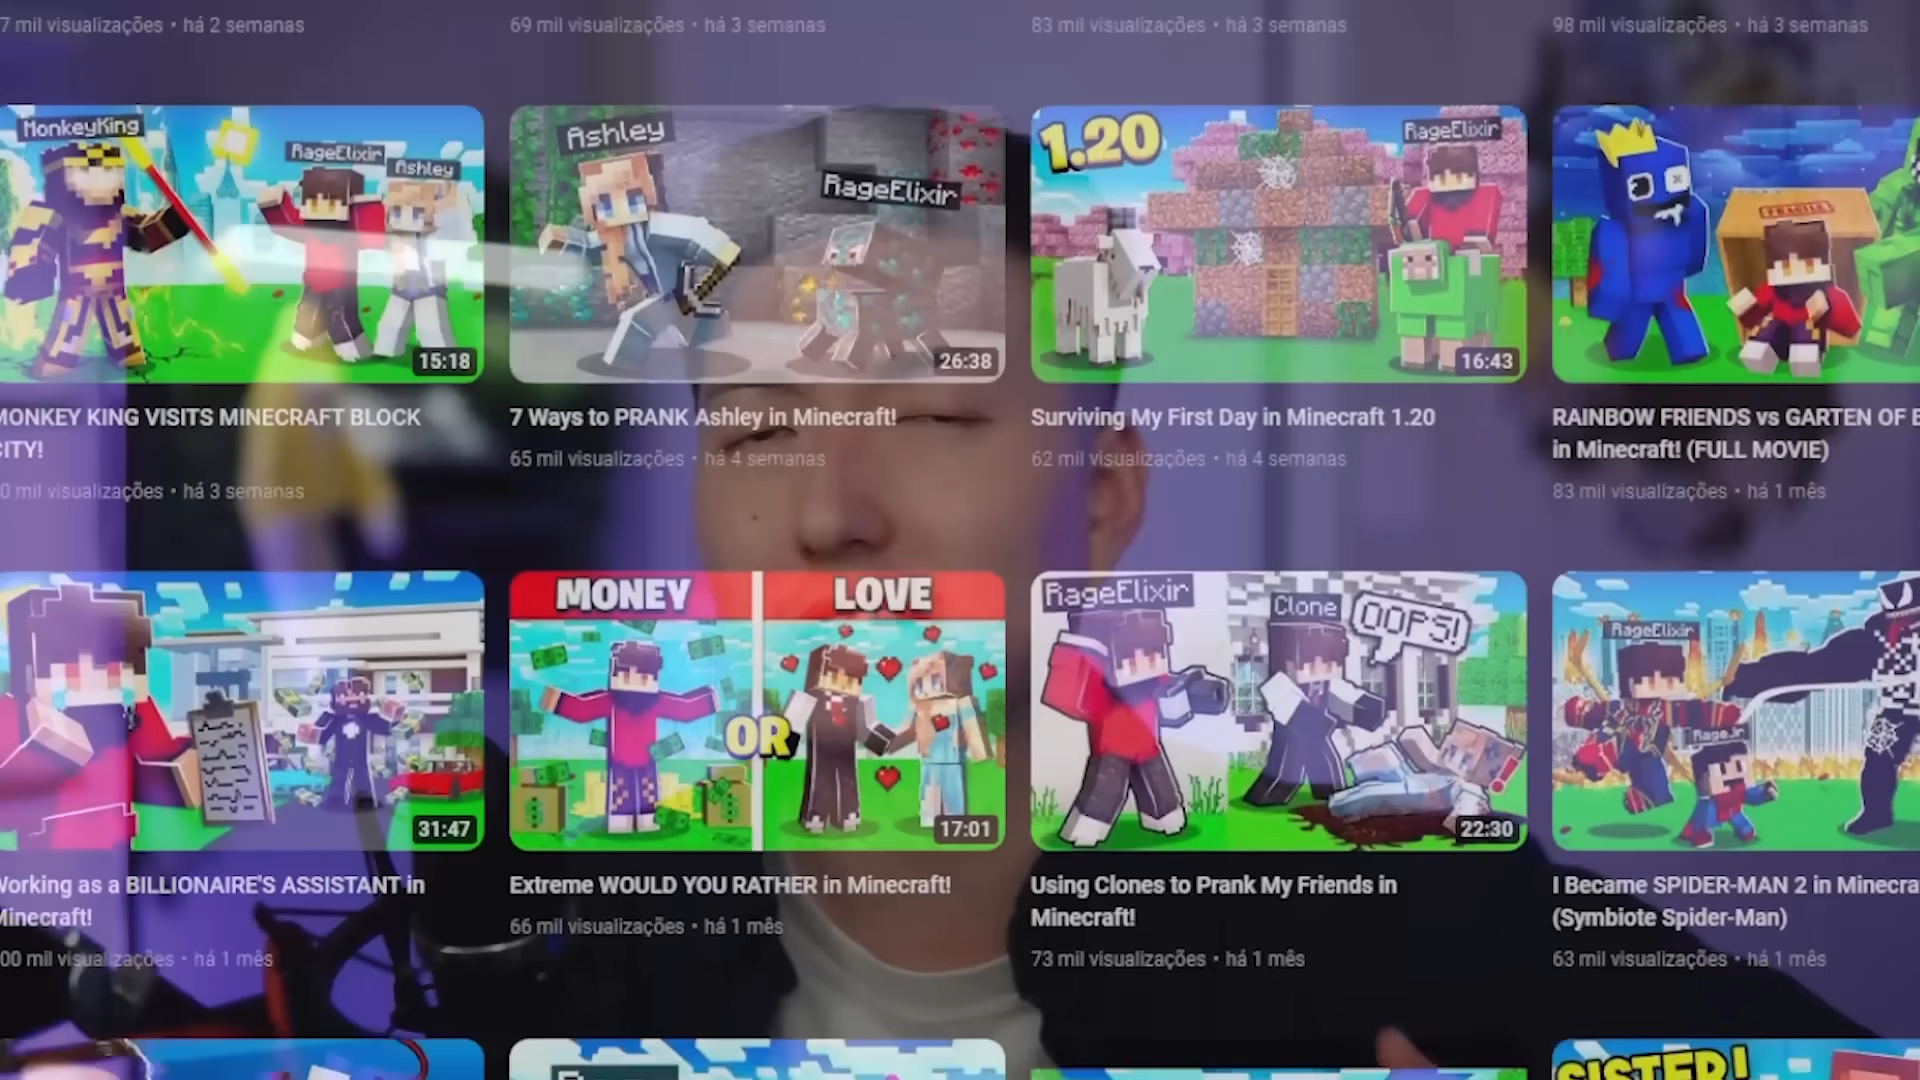 7 mil visualizações • há 2 semanas
69 mil visualizações • há 3 semanas
83 mil visualizações • há 3 semanas
98 mil visualizações • há 3 semanas
MonkeyKing
RageElixir
Ashley
15:18
Ashley
RageElixir
26:38
1.20
RageElixir
16:43
FRAGILE
MONKEY KING VISITS MINECRAFT BLOCK
CITY!
0 mil visualizações • há 3 semanas
7 Ways to PRANK Ashley in Minecraft!
65 mil visualizações • há 4 semanas
Surviving My First Day in Minecraft 1.20
62 mil visualizações • há 4 semanas
RAINBOW FRIENDS vs GARTEN OF
in Minecraft! (FULL MOVIE)
83 mil visualizações • há 1 mês
31:47
MONEY
LOVE
OR
17:01
RageElixir
Clone
OOPS!
22:30
RageElixir
RageJr
Working as a BILLIONAIRE'S ASSISTANT in
Minecraft!
00 mil visualizações • há 1 mês
Extreme WOULD YOU RATHER in Minecraft!
66 mil visualizações • há 1 mês
Using Clones to Prank My Friends in
Minecraft!
73 mil visualizações • há 1 mês
I Became SPIDER-MAN 2 in Minecra
(Symbiote Spider-Man)
63 mil visualizações • há 1 mês
SISTER!